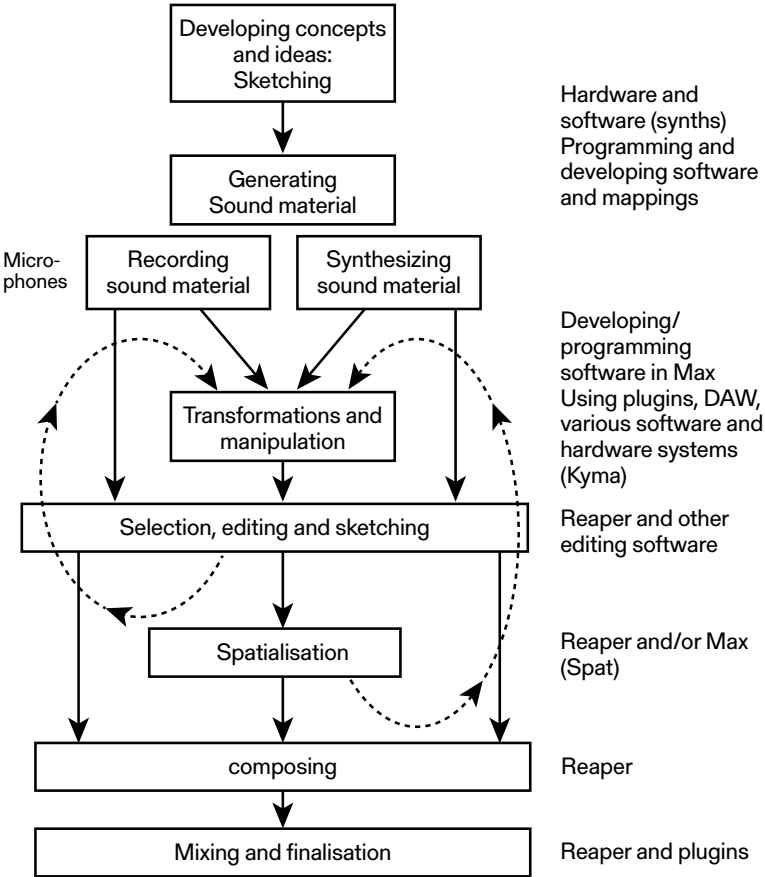 Developing concepts
and ideas:
Sketching
Hardware and
software (synths)
Programming and
developing software
and mappings
Generating
Sound material
Micro-
phones
Recording
sound material
Synthesizing
sound material
Developing/
programming
software in Max
Using plugins, DAW,
various software and
hardware systems
(Kyma)
Transformations and
manipulation
Selection, editing and sketching
Reaper and other
editing software
Spatialisation
Reaper and/or Max
(Spat)
composing
Reaper
Mixing and finalisation
Reaper and plugins